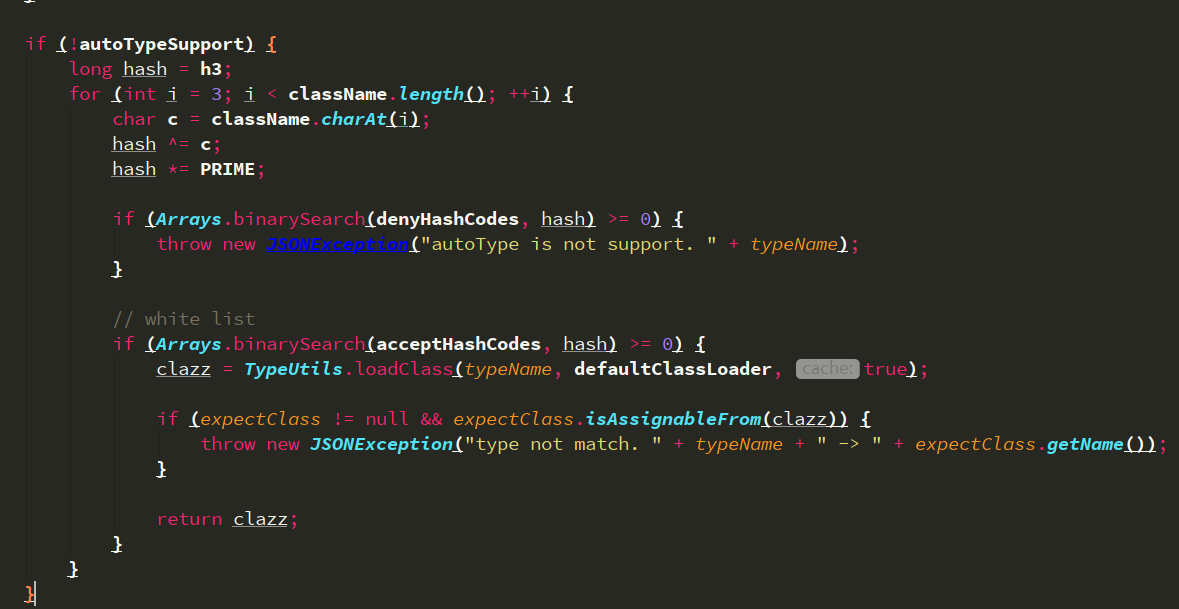 }
if (!autoTypeSupport) {
long hash = h3;
for (int i = 3; i < className.length(); ++i) {
char c = className.charAt(i);
hash ^= c;
hash *= PRIME;
if (Arrays.binarySearch(denyHashCodes, hash) >= 0) {
throw new JSONException("autoType is not support. " + typeName);
}
// white list
if (Arrays.binarySearch(acceptHashCodes, hash) >= 0) {
clazz = TypeUtils.loadClass(typeName, defaultClassLoader, cache: true);
if (expectClass != null && expectClass.isAssignableFrom(clazz)) {
throw new JSONException("type not match. " + typeName + " -> " + expectClass.getName());
}
return clazz;
}
}
}